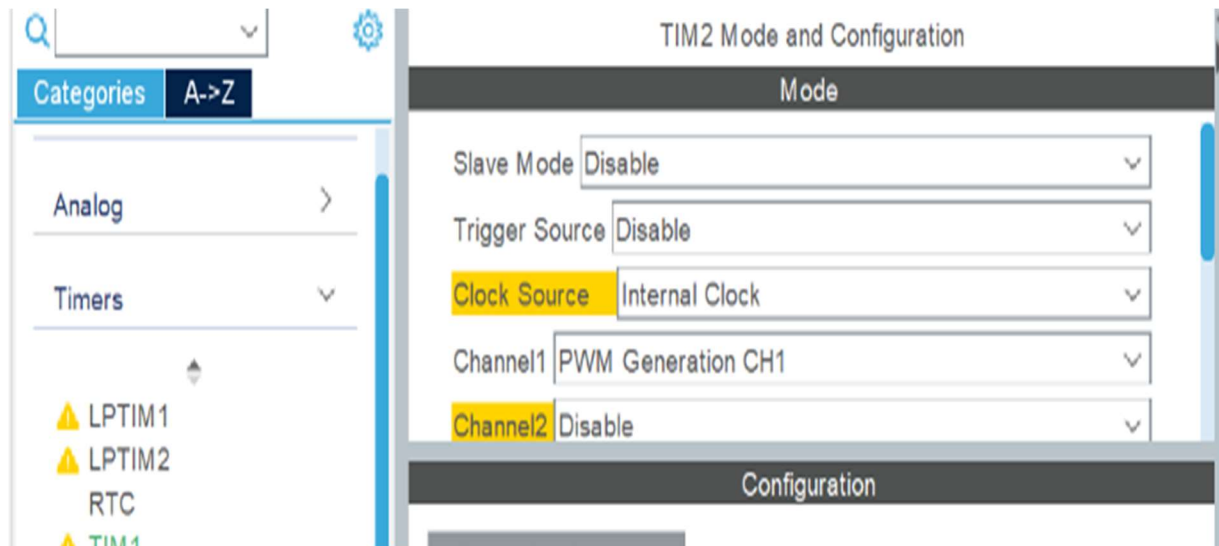 Categories
A->Z
Analog
Timers
LPTIM1
LPTIM2
RTC
TIM1
TIM2 Mode and Configuration
Mode
Slave Mode Disable
Trigger Source Disable
Clock Source Internal Clock
Channel1 PWM Generation CH1
Channel2 Disable
Configuration